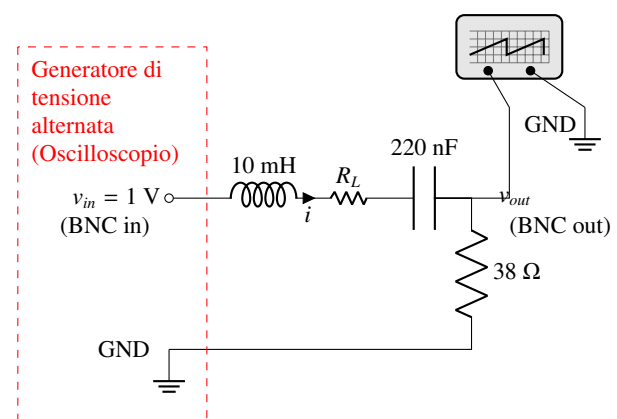 Generatore di
tensione
alternata
(Oscilloscopio)
GND
10 mH
R_L
220 nF
v_in = 1 V
(BNC in)
i
v_out
(BNC out)
38 Ω
GND